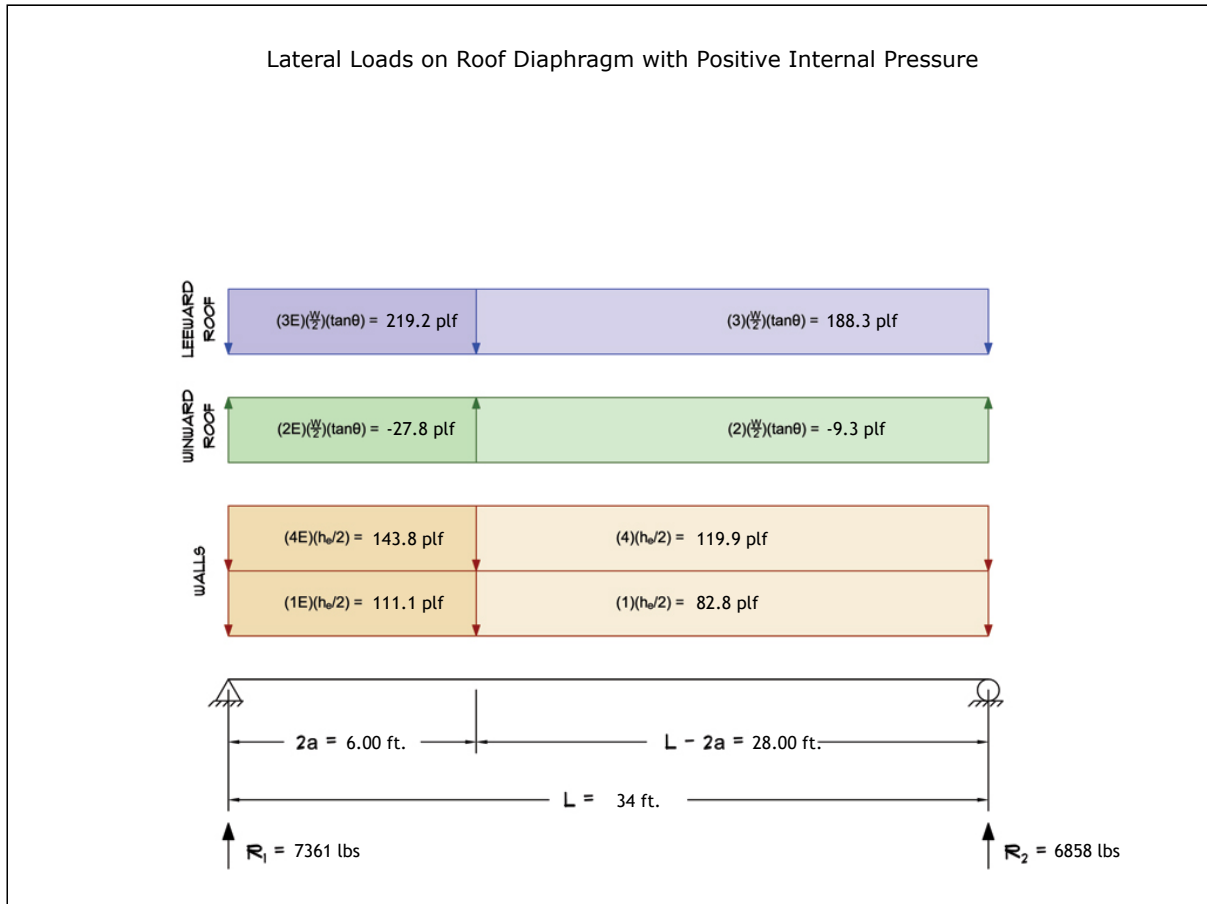 Lateral Loads on Roof Diaphragm with Positive Internal Pressure
LEEWARD
ROOF
(3E)(W/2)(tanθ) = 219.2 plf
(3)(W/2)(tanθ) = 188.3 plf
WINWARD
ROOF
(2E)(W/2)(tanθ) = -27.8 plf
(2)(W/2)(tanθ) = -9.3 plf
WALLS
(4E)(hₑ/2) = 143.8 plf
(4)(hₑ/2) = 119.9 plf
(1E)(hₑ/2) = 111.1 plf
(1)(hₑ/2) = 82.8 plf
2a = 6.00 ft.
L - 2a = 28.00 ft.
L = 34 ft.
R₁ = 7361 lbs
R₂ = 6858 lbs